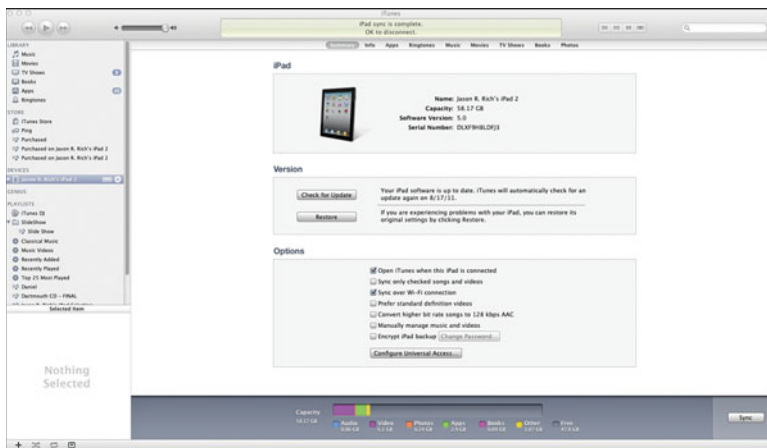 iTunes
iPad sync is complete.
OK to disconnect.
Summary Info Apps Ringtones Music Movies TV Shows Books Photos
LIBRARY
Music
Movies
TV Shows
Books
Apps
Ringtones
STORE
iTunes Store
Ping
Purchased
Purchased on Jason R. Rich's iPad 2
Purchased on Jason R. Rich's iPad 2
DEVICES
Jason R. Rich's iPad 2
GENIUS
PLAYLISTS
iTunes DJ
SlideShow
Slide Show
Classical Music
Music Videos
Recently Added
Recently Played
Top 25 Most Played
Daniel
Dartmouth CD - FINAL
Selected Item
Nothing
Selected
iPad
Name: Jason R. Rich's iPad 2
Capacity: 58.17 GB
Software Version: 5.0
Serial Number: DLXF9H8LDFJ3
Version
Check for Update
Your iPad software is up to date. iTunes will automatically check for an
update again on 8/17/11.
Restore
If you are experiencing problems with your iPad, you can restore its
original settings by clicking Restore.
Options
Open iTunes when this iPad is connected
Sync only checked songs and videos
Sync over Wi-Fi connection
Prefer standard definition videos
Convert higher bit rate songs to 128 kbps AAC
Manually manage music and videos
Encrypt iPad backup Change Password...
Configure Universal Access...
Capacity
58.17 GB
Audio Video Photos Apps Books Other Free
Sync